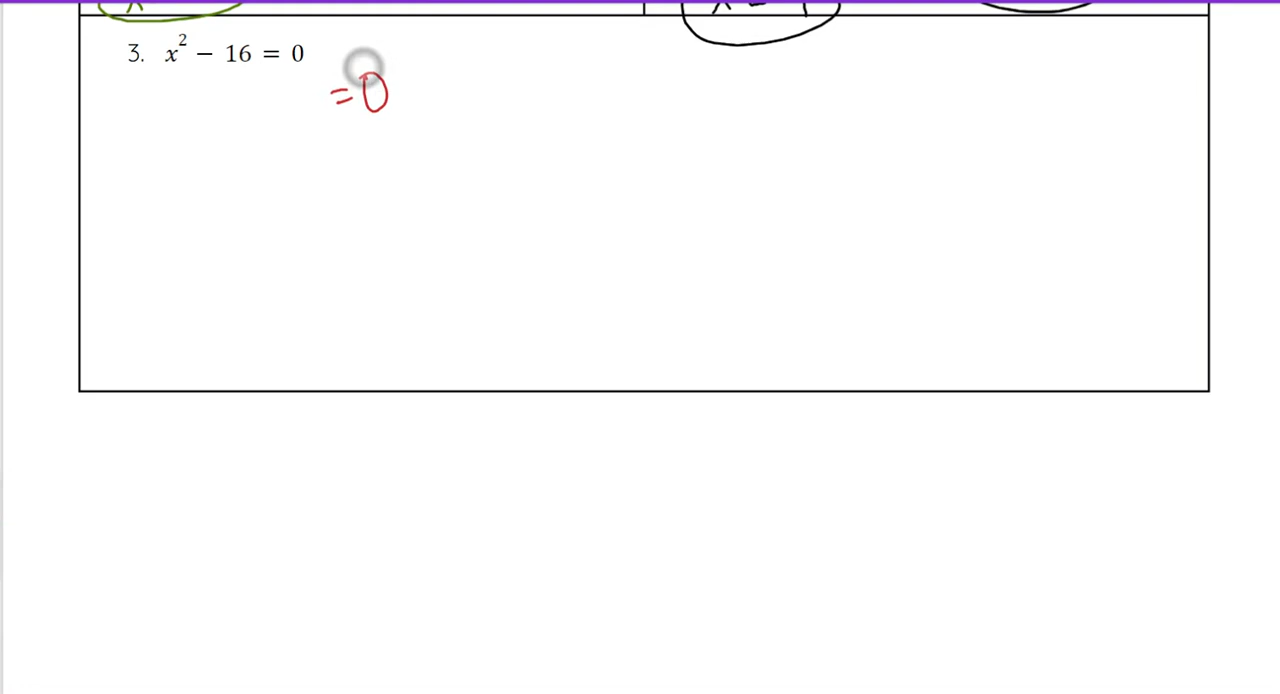 3. x² − 16 = 0
= 0